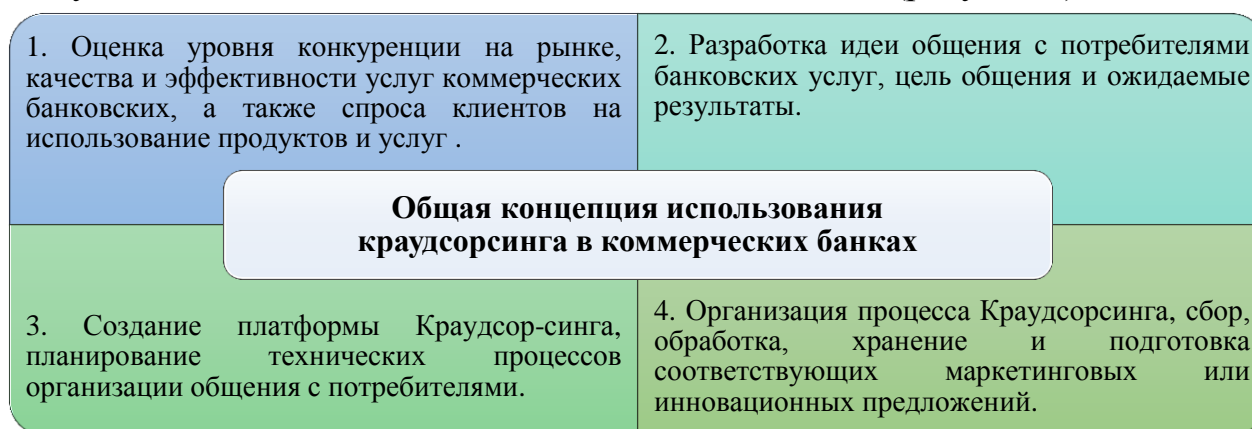 1. Оценка уровня конкуренции на рынке,
качества и эффективности услуг коммерческих
банковских, а также спроса клиентов на
использование продуктов и услуг .
2. Разработка идеи общения с потребителями
банковских услуг, цель общения и ожидаемые
результаты.
Общая концепция использования
краудсорсинга в коммерческих банках
3. Создание платформы Краудсор-синга,
планирование технических процессов
организации общения с потребителями.
4. Организация процесса Краудсорсинга, сбор,
обработка, хранение и подготовка
соответствующих маркетинговых или
инновационных предложений.